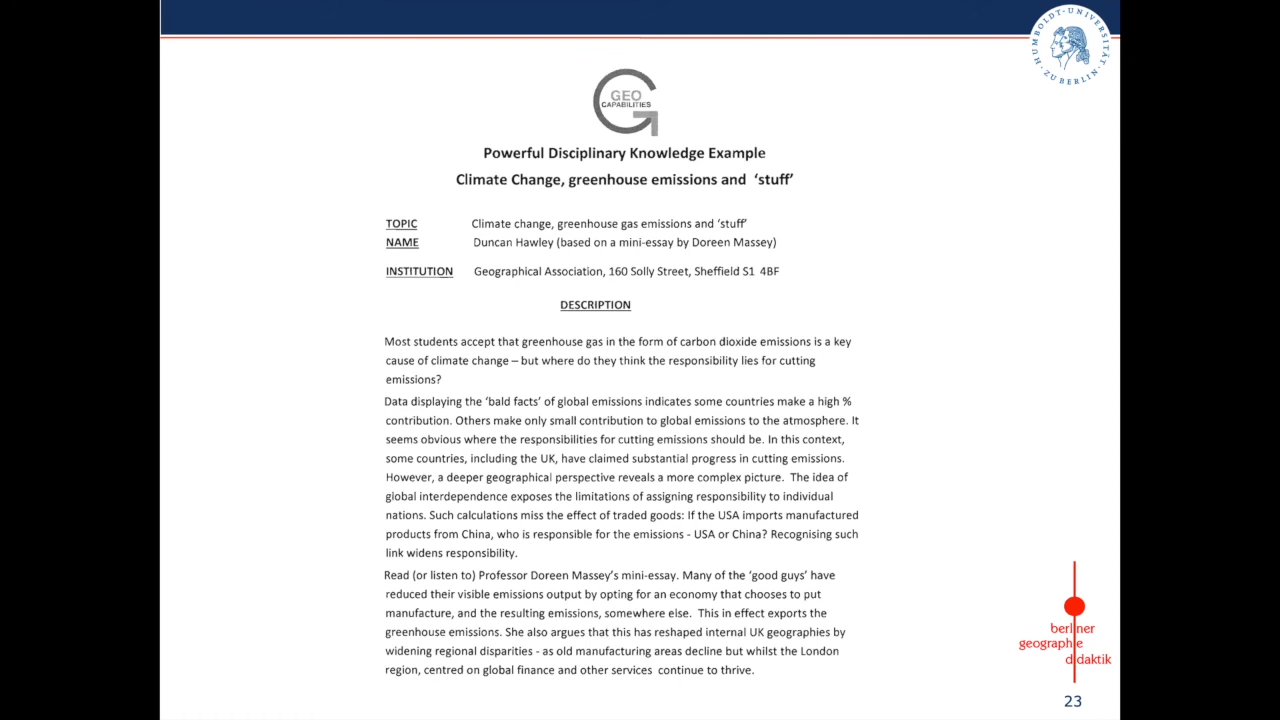 HUMBOLDT-UNIVERSITÄT
ZU BERLIN
GEO
CAPABILITIES
Powerful Disciplinary Knowledge Example
Climate Change, greenhouse emissions and ‘stuff’
TOPIC Climate change, greenhouse gas emissions and ‘stuff’
NAME Duncan Hawley (based on a mini-essay by Doreen Massey)
INSTITUTION Geographical Association, 160 Solly Street, Sheffield S1 4BF
DESCRIPTION
Most students accept that greenhouse gas in the form of carbon dioxide emissions is a key
cause of climate change – but where do they think the responsibility lies for cutting
emissions?
Data displaying the ‘bald facts’ of global emissions indicates some countries make a high %
contribution. Others make only small contribution to global emissions to the atmosphere. It
seems obvious where the responsibilities for cutting emissions should be. In this context,
some countries, including the UK, have claimed substantial progress in cutting emissions.
However, a deeper geographical perspective reveals a more complex picture. The idea of
global interdependence exposes the limitations of assigning responsibility to individual
nations. Such calculations miss the effect of traded goods: If the USA imports manufactured
products from China, who is responsible for the emissions - USA or China? Recognising such
link widens responsibility.
Read (or listen to) Professor Doreen Massey’s mini-essay. Many of the ‘good guys’ have
reduced their visible emissions output by opting for an economy that chooses to put
manufacture, and the resulting emissions, somewhere else. This in effect exports the
greenhouse emissions. She also argues that this has reshaped internal UK geographies by
widening regional disparities - as old manufacturing areas decline but whilst the London
region, centred on global finance and other services continue to thrive.
berliner
geographie
didaktik
23